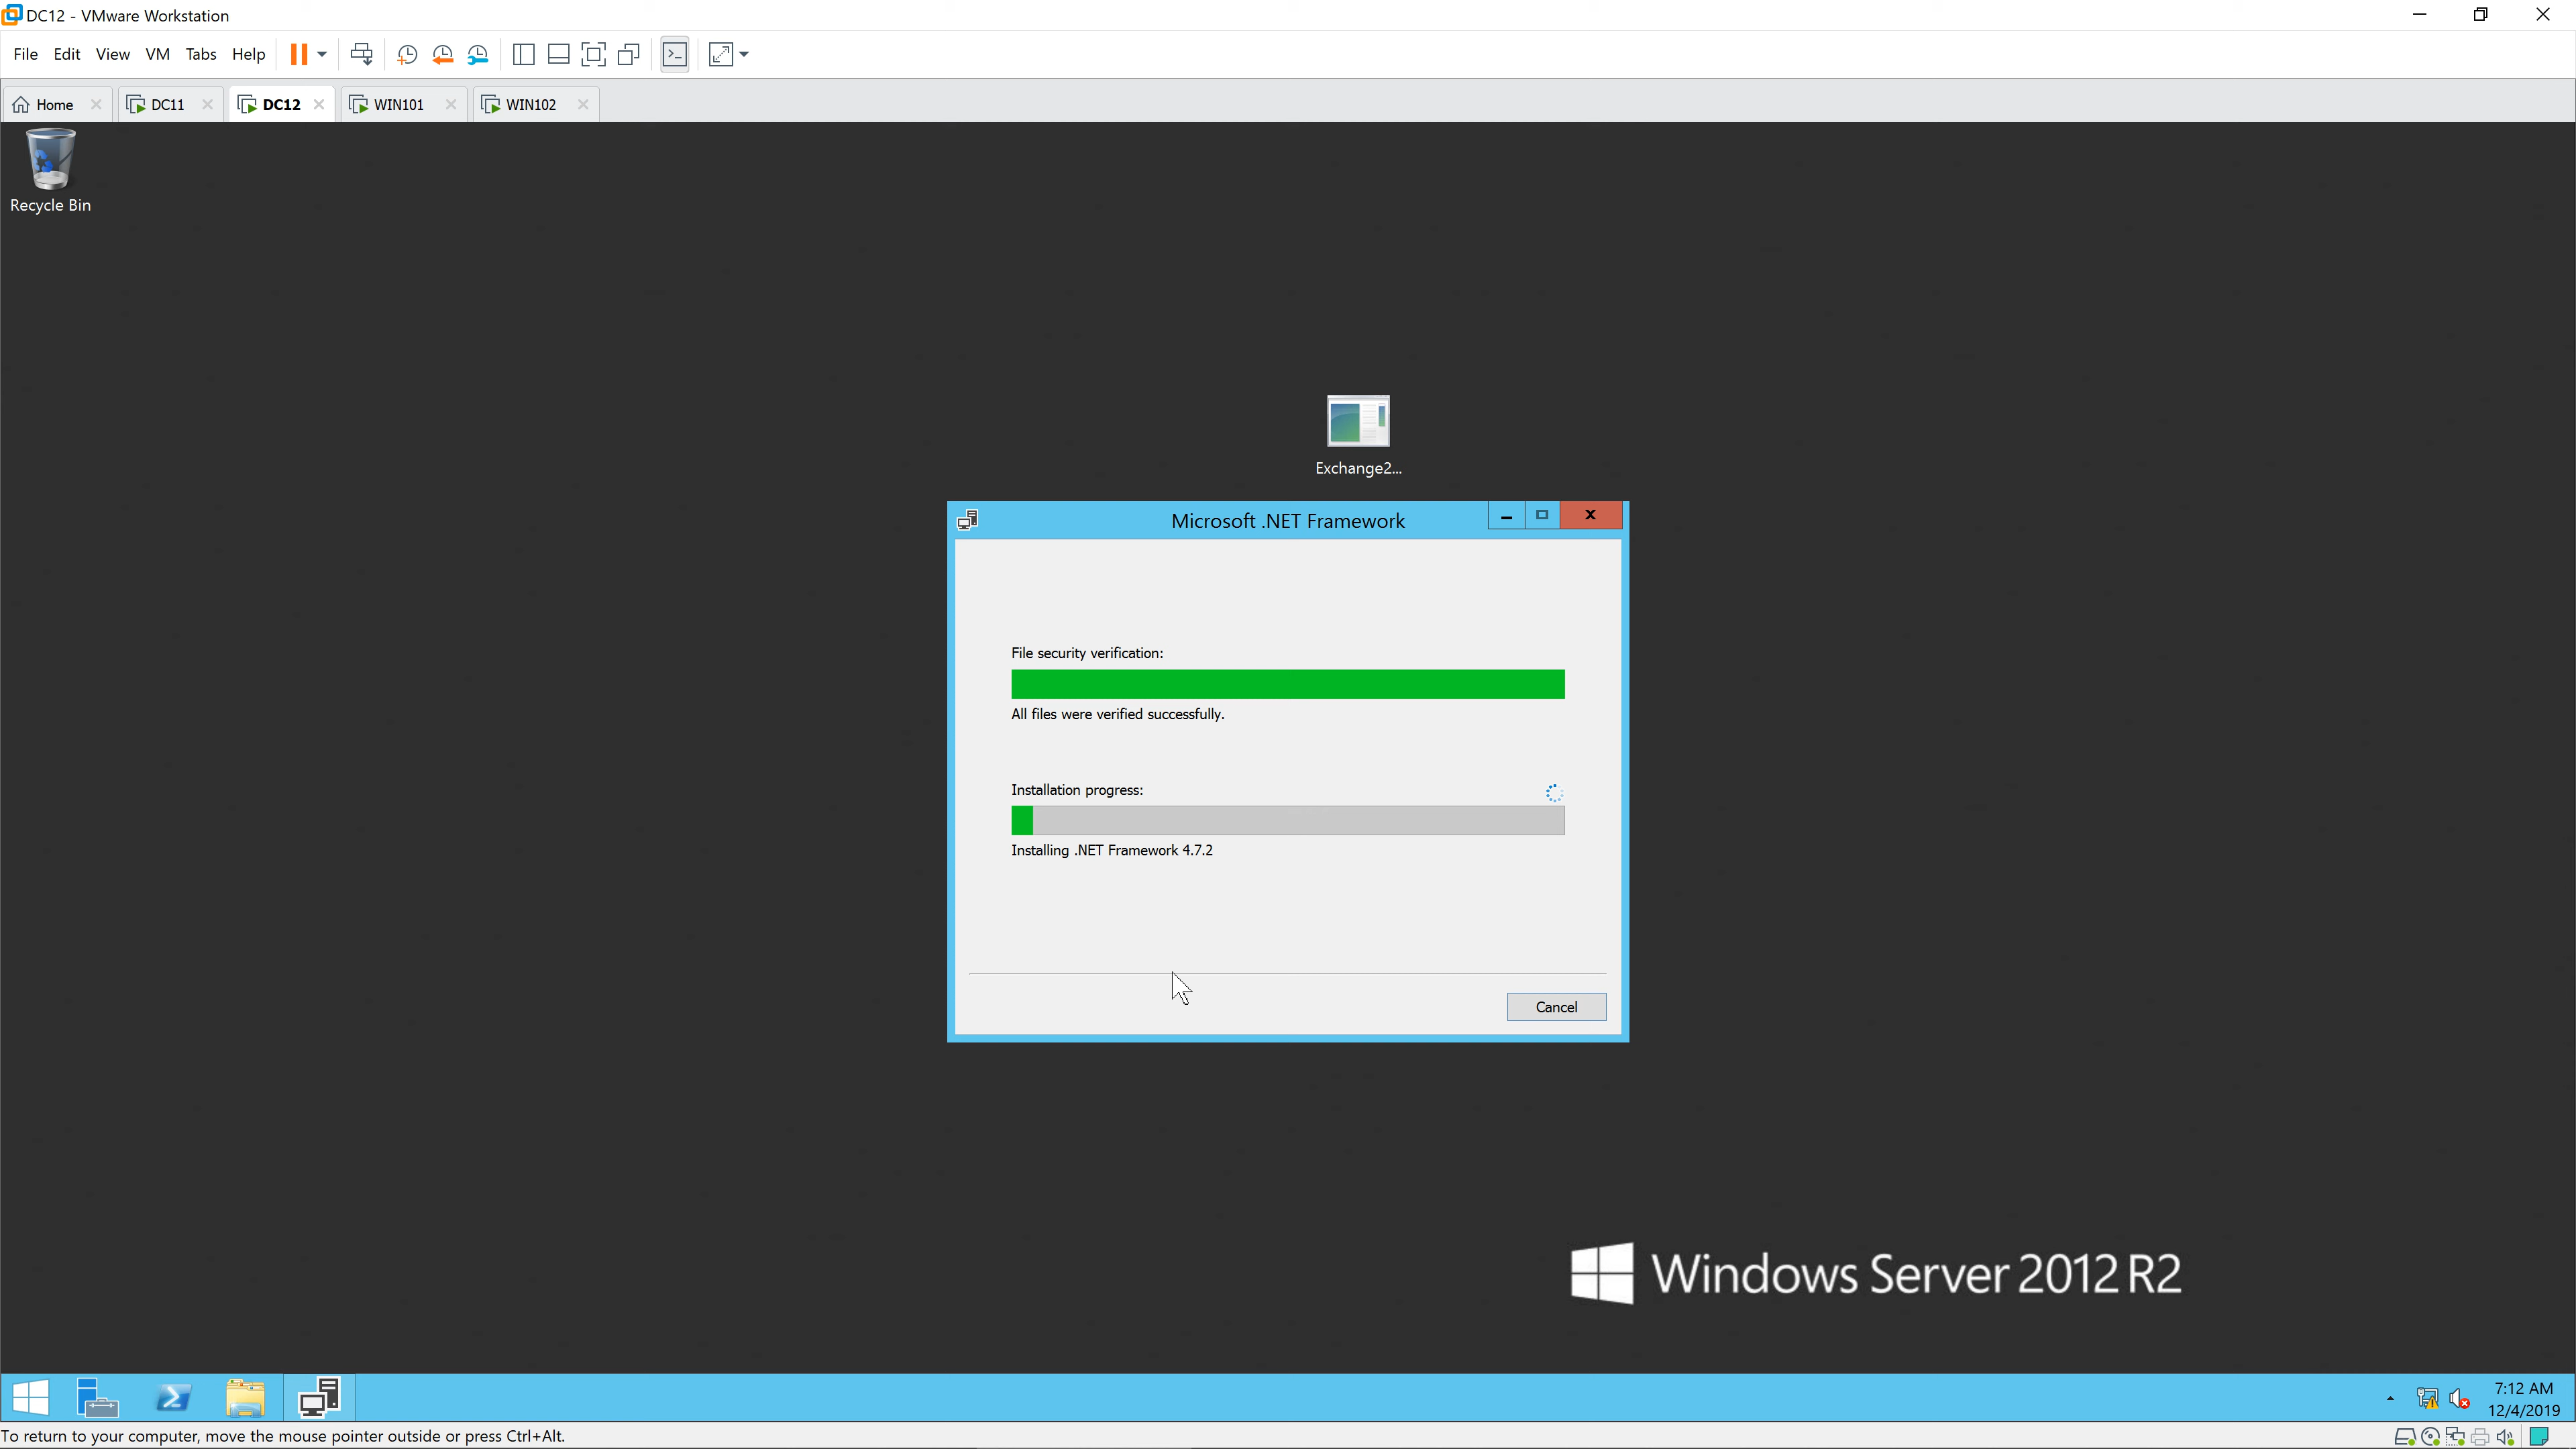 DC12 - VMware Workstation
File Edit View VM Tabs Help
Home DC11 DC12 WIN101 WIN102
Recycle Bin
Exchange2...
Microsoft .NET Framework
File security verification:
All files were verified successfully.
Installation progress:
Installing .NET Framework 4.7.2
Cancel
Windows Server 2012 R2
7:12 AM
12/4/2019
To return to your computer, move the mouse pointer outside or press Ctrl+Alt.